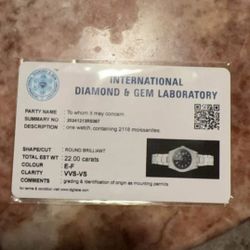 INTERNATIONAL
DIAMOND & GEM LABORATORY
PARTY NAME : To whom it may concern
SUMMARY NO :
DESCRIPTION : one watch, containing 2118 moissanites.
SHAPE/CUT : ROUND BRILLIANT
TOTAL EST WT : 22.00 carats
COLOUR : E-F
CLARITY : VVS-VS
COMMENTS : grading & identification of origin as mounting permits